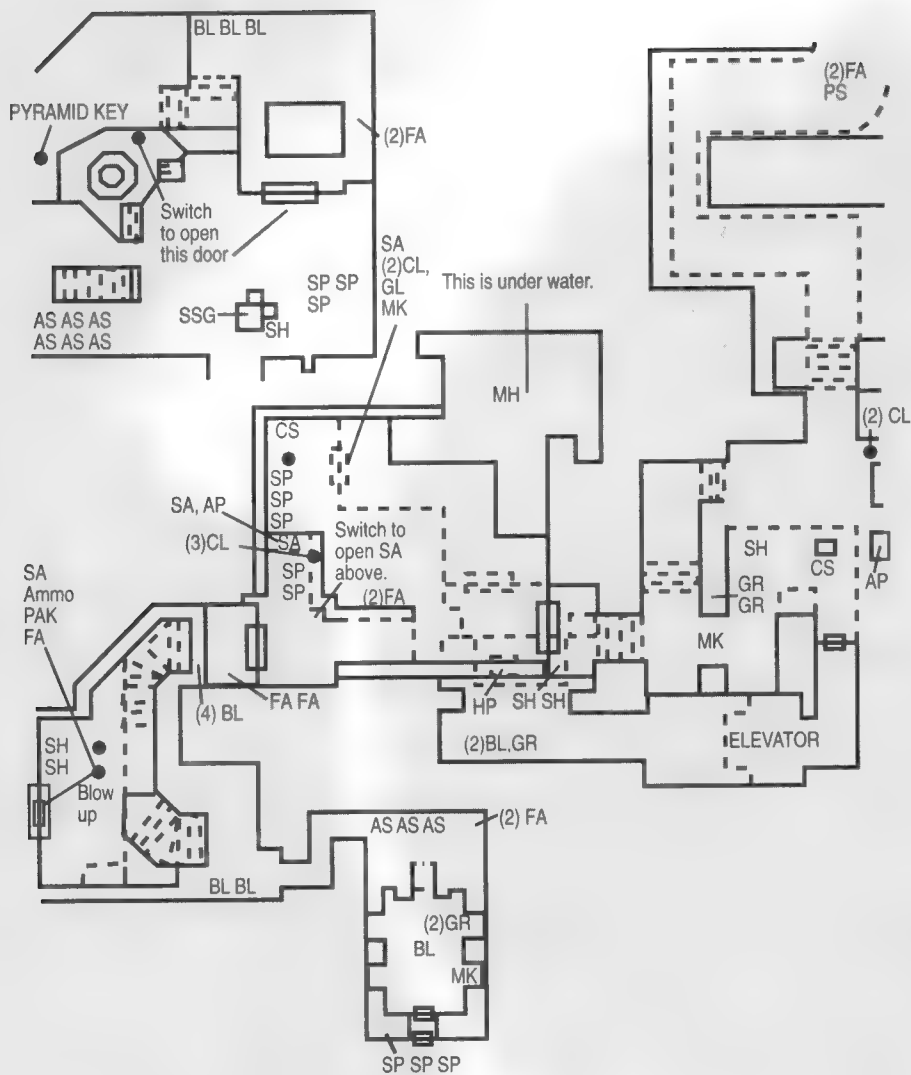 BL BL BL
(2)FA
PS
PYRAMID KEY
(2)FA
Switch
to open
this door
SA
(2)CL,
GL
MK
SP SP
SP
This is under water.
SSG
SH
AS AS AS
AS AS AS
MH
(2) CL
CS
SP
SP
SP
SA, AP
SA
(3)CL
SP
SP
Switch to
open SA
above.
(2)FA
SH
CS
AP
GR
GR
MK
SA
Ammo
PAK
FA
(4) BL
FA FA
HP
SH SH
(2)BL,GR
ELEVATOR
SH
SH
Blow
up
AS AS AS
(2) FA
BL BL
(2)GR
BL
MK
SP SP SP